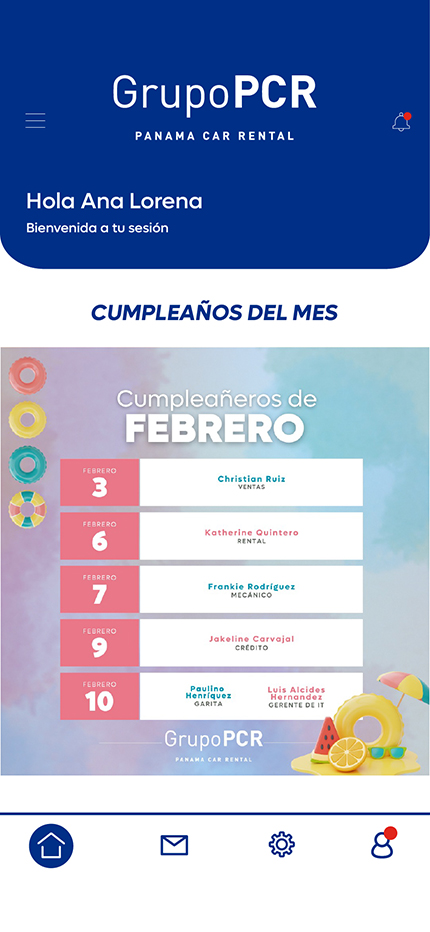 GrupoPCR
PANAMA CAR RENTAL
Hola Ana Lorena
Bienvenida a tu sesión
CUMPLEAÑOS DEL MES
Cumpleañeros de
FEBRERO
FEBRERO
3
Christian Ruiz
VENTAS
FEBRERO
6
Katherine Quintero
RENTAL
FEBRERO
7
Frankie Rodríguez
MECÁNICO
FEBRERO
9
Jakeline Carvajal
CRÉDITO
FEBRERO
10
Paulino
Henríquez
GARITA
Luis Alcides
Hernandez
GERENTE DE IT
GrupoPCR
PANAMA CAR RENTAL